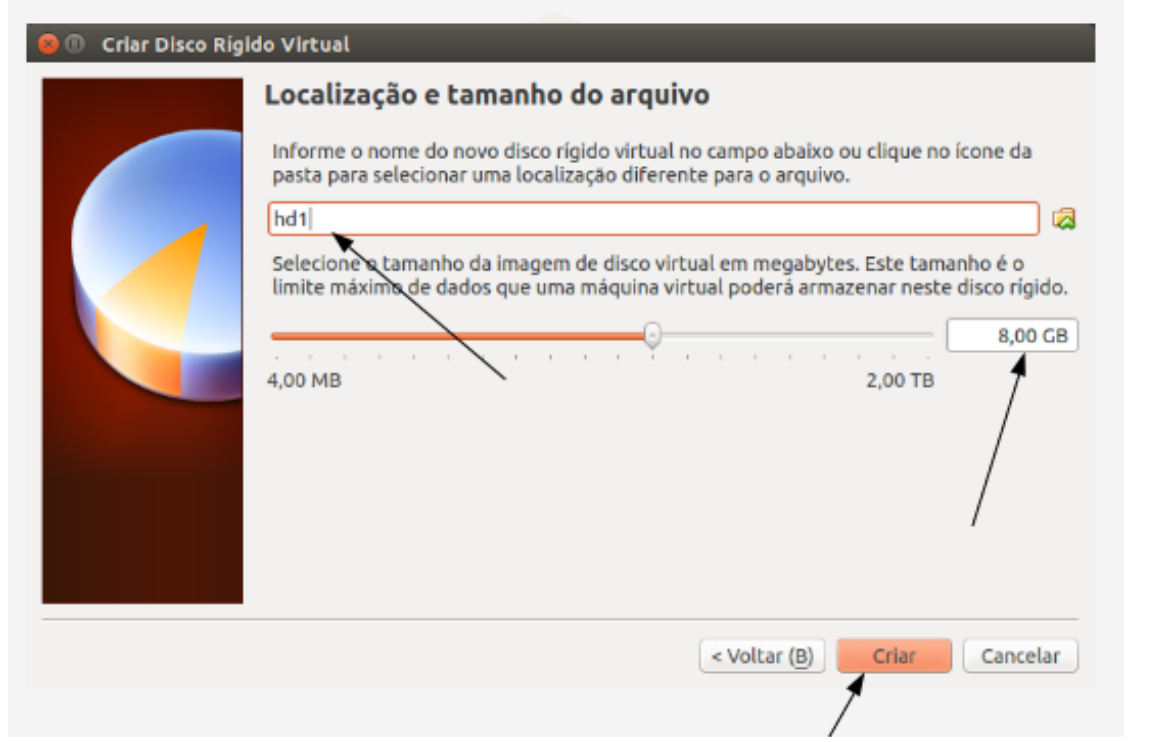 Criar Disco Rígido Virtual
Localização e tamanho do arquivo
Informe o nome do novo disco rígido virtual no campo abaixo ou clique no ícone da
pasta para selecionar uma localização diferente para o arquivo.
hd1
Selecione o tamanho da imagem de disco virtual em megabytes. Este tamanho é o
limite máximo de dados que uma máquina virtual poderá armazenar neste disco rígido.
8,00 GB
4,00 MB 2,00 TB
< Voltar (B) Criar Cancelar